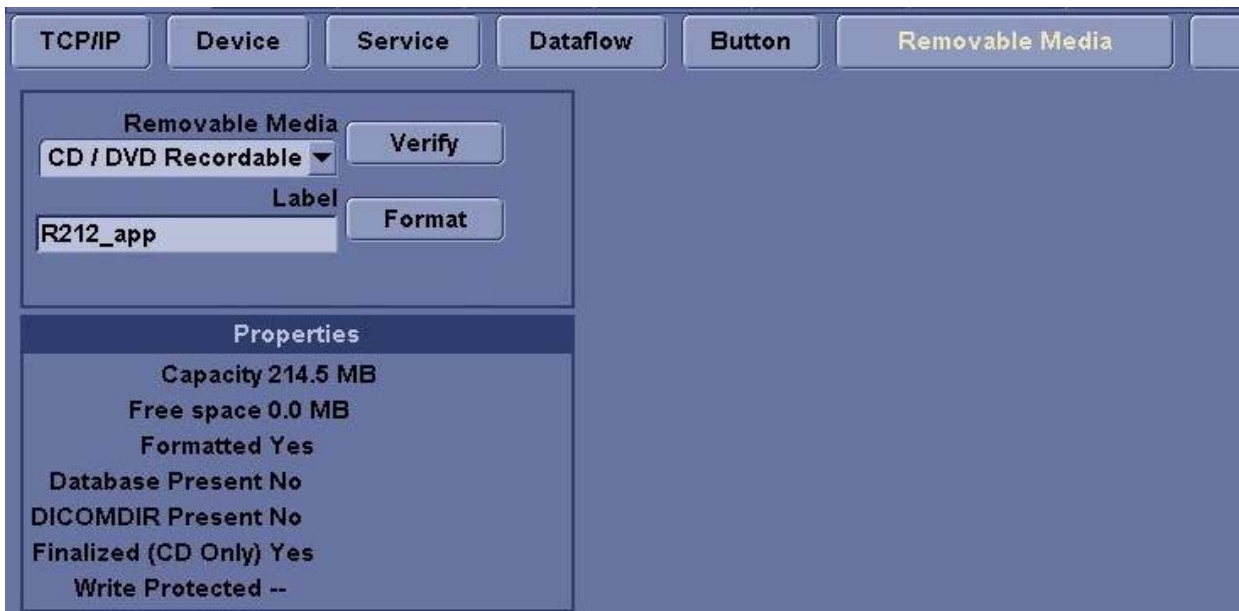 TCP/IP Device Service Dataflow Button Removable Media
Removable Media
CD / DVD Recordable
Verify
Label
R212_app
Format
Properties
Capacity 214.5 MB
Free space 0.0 MB
Formatted Yes
Database Present No
DICOMDIR Present No
Finalized (CD Only) Yes
Write Protected --